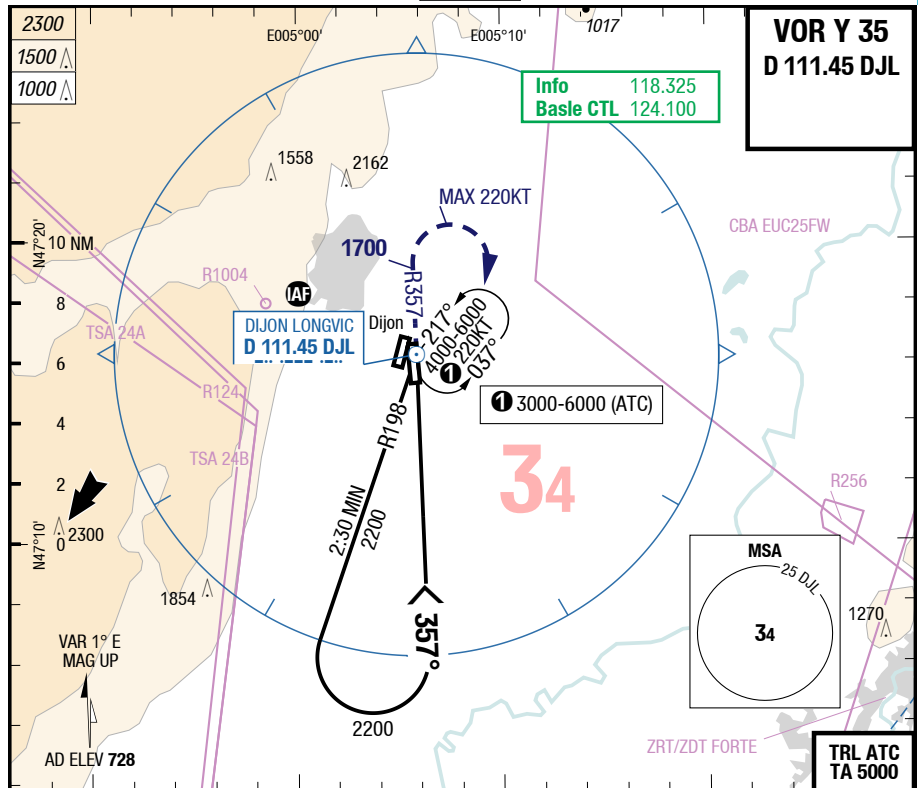 2300
1500
1000
E005°00'
E005°10'
1017
VOR Y 35
D 111.45 DJL
Info 118.325
Basle CTL 124.100
1558
2162
MAX 220KT
CBA EUC25FW
N47°20'
10 NM
1700
R1004
IAF
R357
8
DIJON LONGVIC
D 111.45 DJL
Dijon
217°
4000-6000
220KT
1
037°
TSA 24A
6
R124
1 3000-6000 (ATC)
4
R198
34
TSA 24B
R256
2
2:30 MIN
2200
2300
N47°10'
0
MSA
25 DJL
34
1854
1270
357°
VAR 1° E
MAG UP
2200
ZRT/ZDT FORTE
AD ELEV 728
TRL ATC
TA 5000